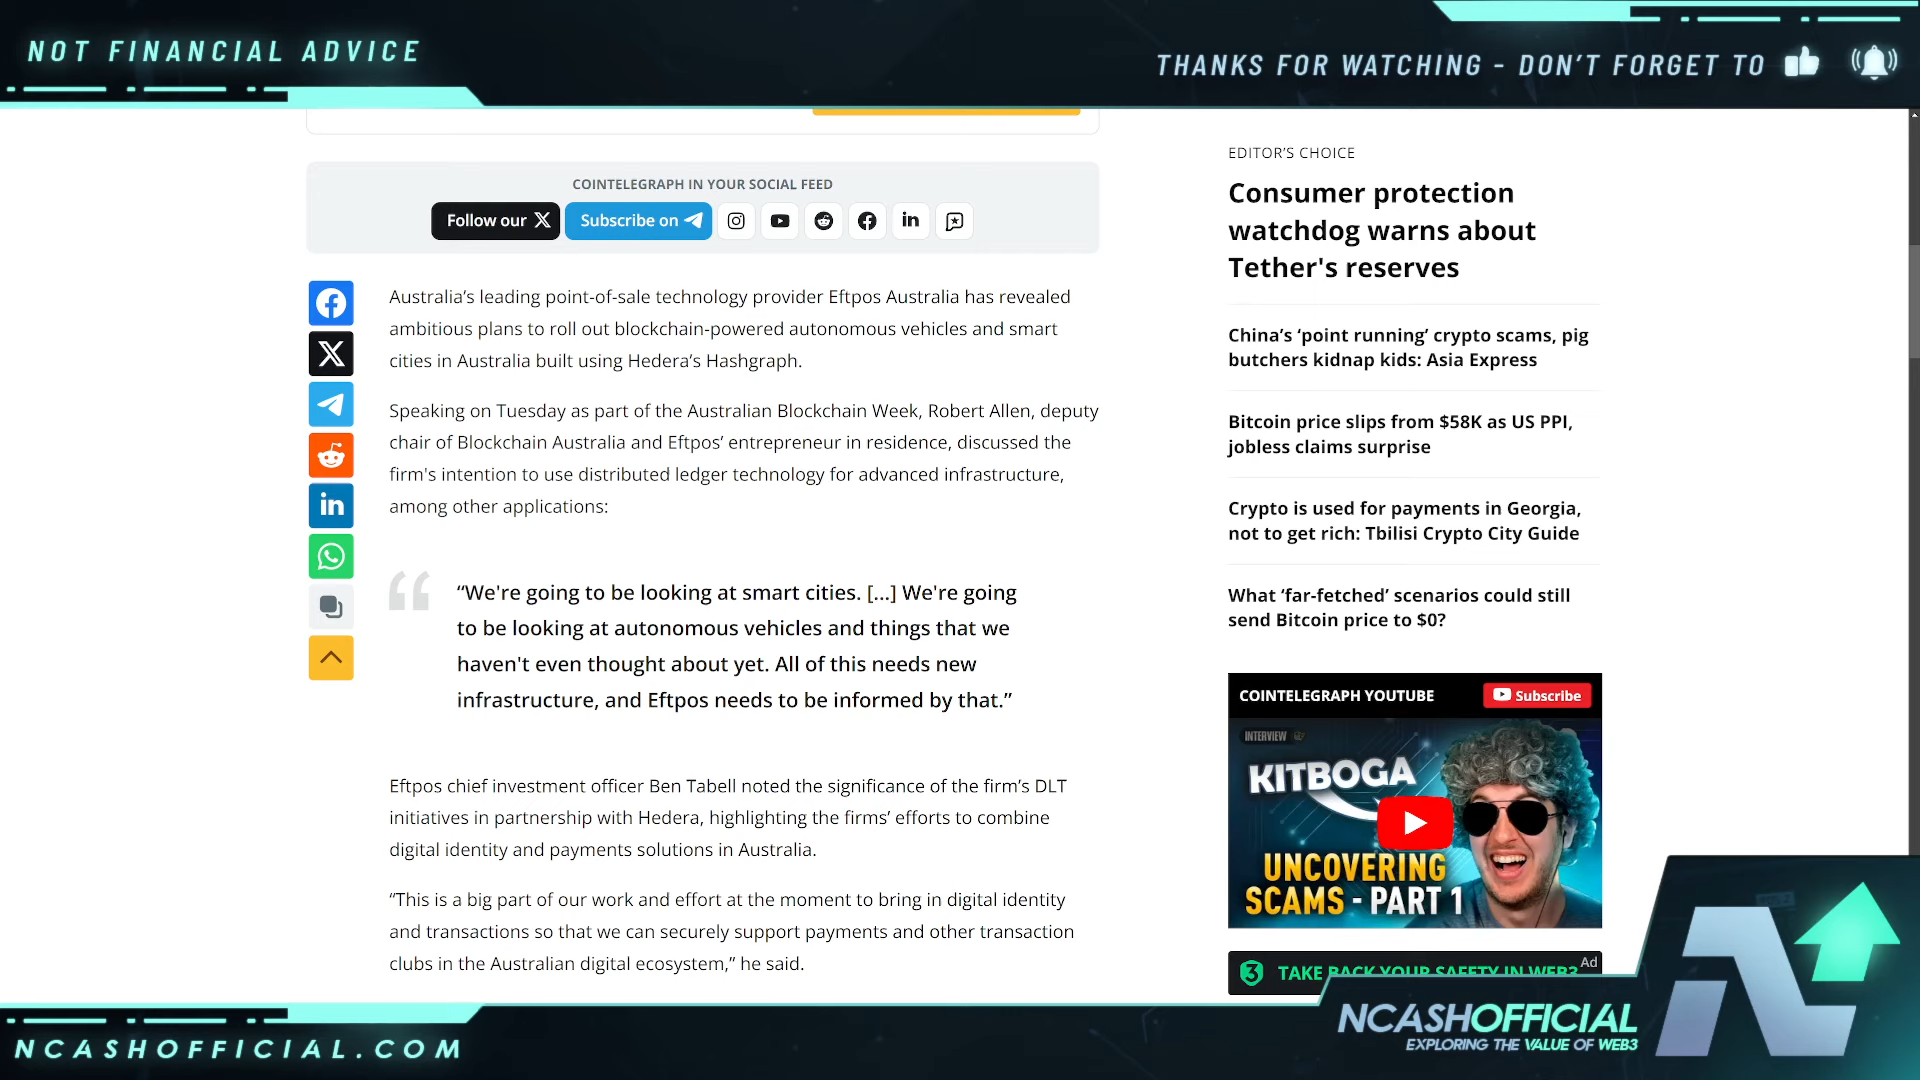 NOT FINANCIAL ADVICE
THANKS FOR WATCHING - DON'T FORGET TO
COINTELEGRAPH IN YOUR SOCIAL FEED
Follow our X
Subscribe on
Australia’s leading point-of-sale technology provider Eftpos Australia has revealed
ambitious plans to roll out blockchain-powered autonomous vehicles and smart
cities in Australia built using Hedera’s Hashgraph.
Speaking on Tuesday as part of the Australian Blockchain Week, Robert Allen, deputy
chair of Blockchain Australia and Eftpos’ entrepreneur in residence, discussed the
firm's intention to use distributed ledger technology for advanced infrastructure,
among other applications:
“We're going to be looking at smart cities. [...] We're going
to be looking at autonomous vehicles and things that we
haven't even thought about yet. All of this needs new
infrastructure, and Eftpos needs to be informed by that.”
Eftpos chief investment officer Ben Tabell noted the significance of the firm’s DLT
initiatives in partnership with Hedera, highlighting the firms’ efforts to combine
digital identity and payments solutions in Australia.
“This is a big part of our work and effort at the moment to bring in digital identity
and transactions so that we can securely support payments and other transaction
clubs in the Australian digital ecosystem,” he said.
EDITOR’S CHOICE
Consumer protection
watchdog warns about
Tether's reserves
China’s ‘point running’ crypto scams, pig
butchers kidnap kids: Asia Express
Bitcoin price slips from $58K as US PPI,
jobless claims surprise
Crypto is used for payments in Georgia,
not to get rich: Tbilisi Crypto City Guide
What ‘far-fetched’ scenarios could still
send Bitcoin price to $0?
COINTELEGRAPH YOUTUBE
Subscribe
INTERVIEW
KITBOGA
UNCOVERING
SCAMS - PART 1
Ad
TAKE BACK YOUR SAFETY IN WEB3
NCASHOFFICIAL.COM
NCASHOFFICIAL
EXPLORING THE VALUE OF WEB3